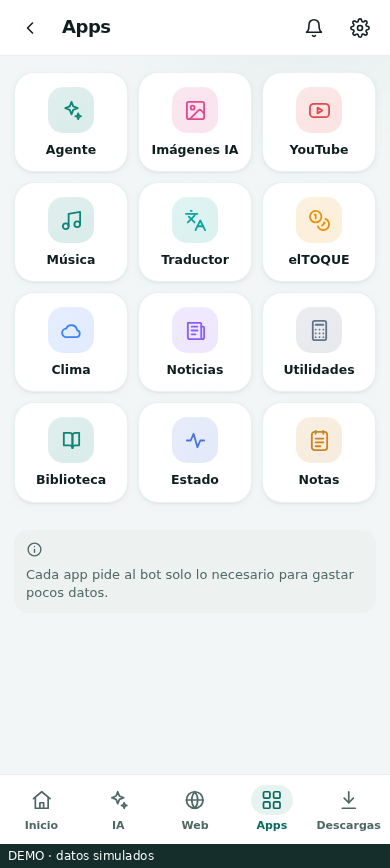 Apps
Agente
Imágenes IA
YouTube
Música
Traductor
elTOQUE
Clima
Noticias
Utilidades
Biblioteca
Estado
Notas
Cada app pide al bot solo lo necesario para gastar
pocos datos.
Inicio
IA
Web
Apps
Descargas
DEMO · datos simulados